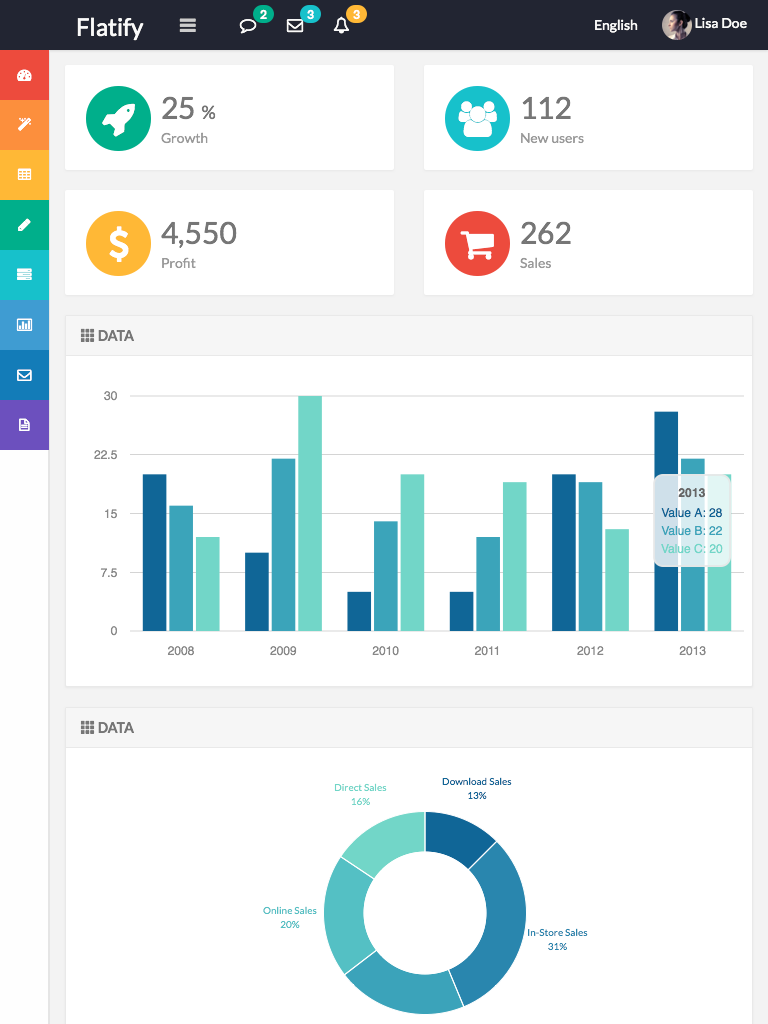 Flatify
2
3
3
English
Lisa Doe
25 %
Growth
112
New users
4,550
Profit
262
Sales
DATA
30
22.5
15
7.5
0
2013
Value A: 28
Value B: 22
Value C: 20
2008
2009
2010
2011
2012
2013
DATA
Direct Sales
16%
Download Sales
13%
Online Sales
20%
In-Store Sales
31%